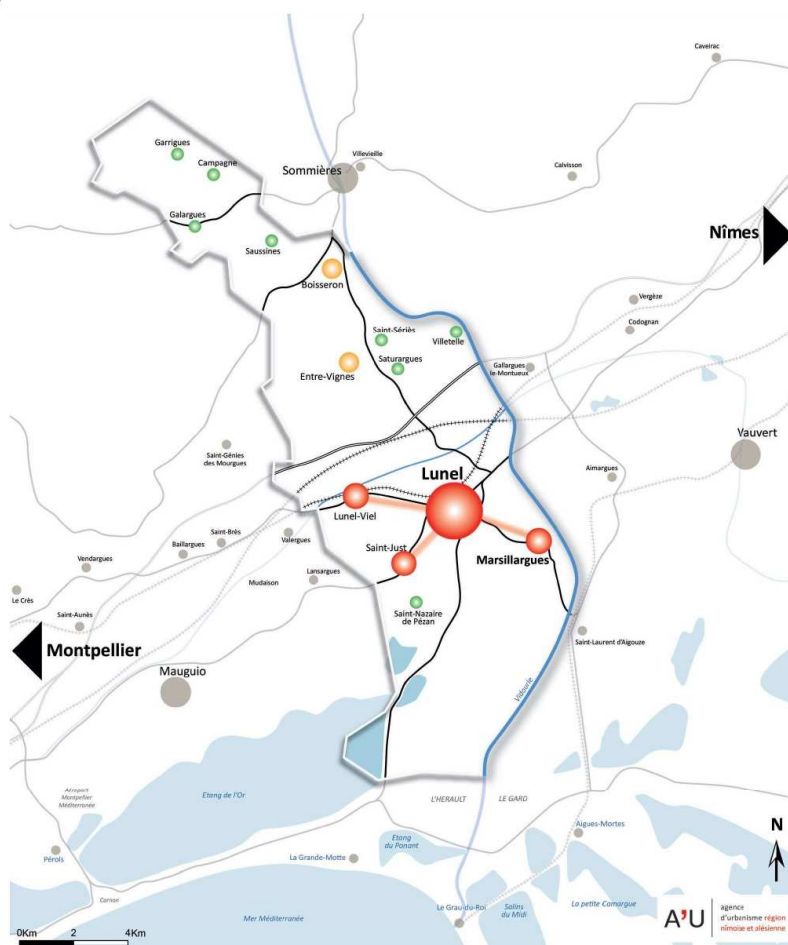 Caveirac
Garrigues
Campagne
Villevieille
Sommières
Calvisson
Galargues
Nîmes
Saussines
Boisseron
Vergèze
Codognan
Saint-Sériès
Villetelle
Saturargues
Entre-Vignes
Gallargues
le-Montueux
Vauvert
Saint-Génies
des Mourgues
Lunel
Aimargues
Lunel-Viel
Saint-Brès
Baillargues
Valergues
Saint-Just
Marsillargues
Vendargues
Lansargues
Mudaison
Le Crès
Saint-Nazaire
de Pézan
Saint-Aunès
Saint-Laurent d'Aigouze
Montpellier
Mauguio
Vidourle
Aéroport
Montpellier
Méditerranée
Etang de l'Or
L'HERAULT
LE GARD
Aigues-Mortes
N
Etang
du Ponant
Pérols
La Grande-Motte
Carnon
Le Grau-du-Roi
Salins
du Midi
La petite Camargue
Mer Méditerranée
A'U
agence
d'urbanisme région
nîmoise et alésienne
0Km
2
4Km